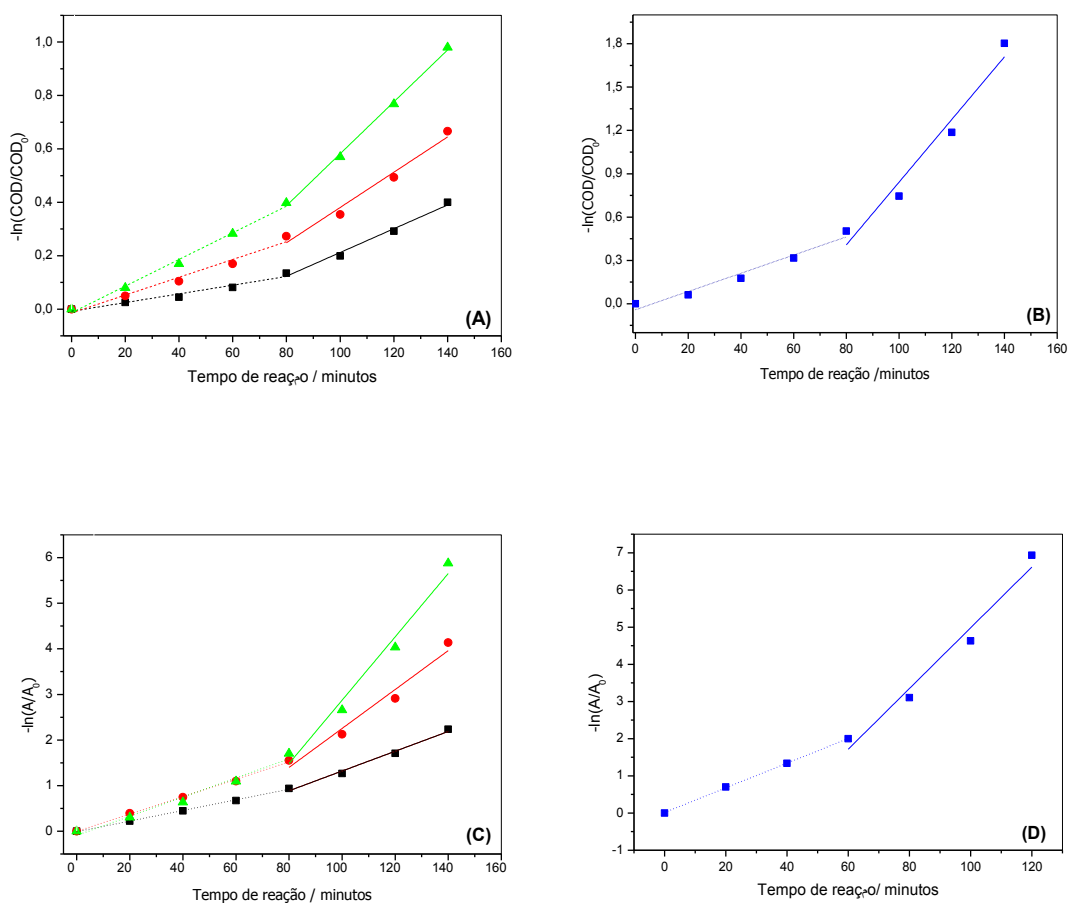 1,0
0,8
0,6
0,4
0,2
0,0
-ln(COD/COD0)
(A)
0 20 40 60 80 100 120 140 160
/ minutos
Tempo de
1,8
1,5
1,2
0,9
0,6
0,3
0,0
-ln(COD/COD0)
(B)
0 20 40 60 80 100 120 140 160
Tempo de reação /minutos
6
5
4
3
2
1
0
-ln(A/A0)
(C)
0 20 40 60 80 100 120 140 160
Tempo de reação / minutos
7
6
5
4
3
2
1
0
-1
-ln(A/A0)
(D)
0 20 40 60 80 100 120
Tempo de / minutos